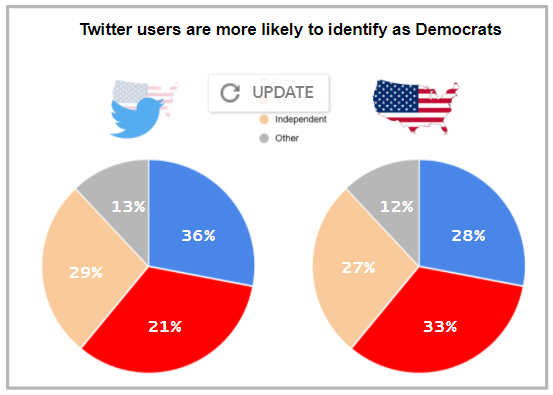 Twitter users are more likely to identify as Democrats
UPDATE
Independent
Other
13%
36%
29%
21%
12%
28%
27%
33%